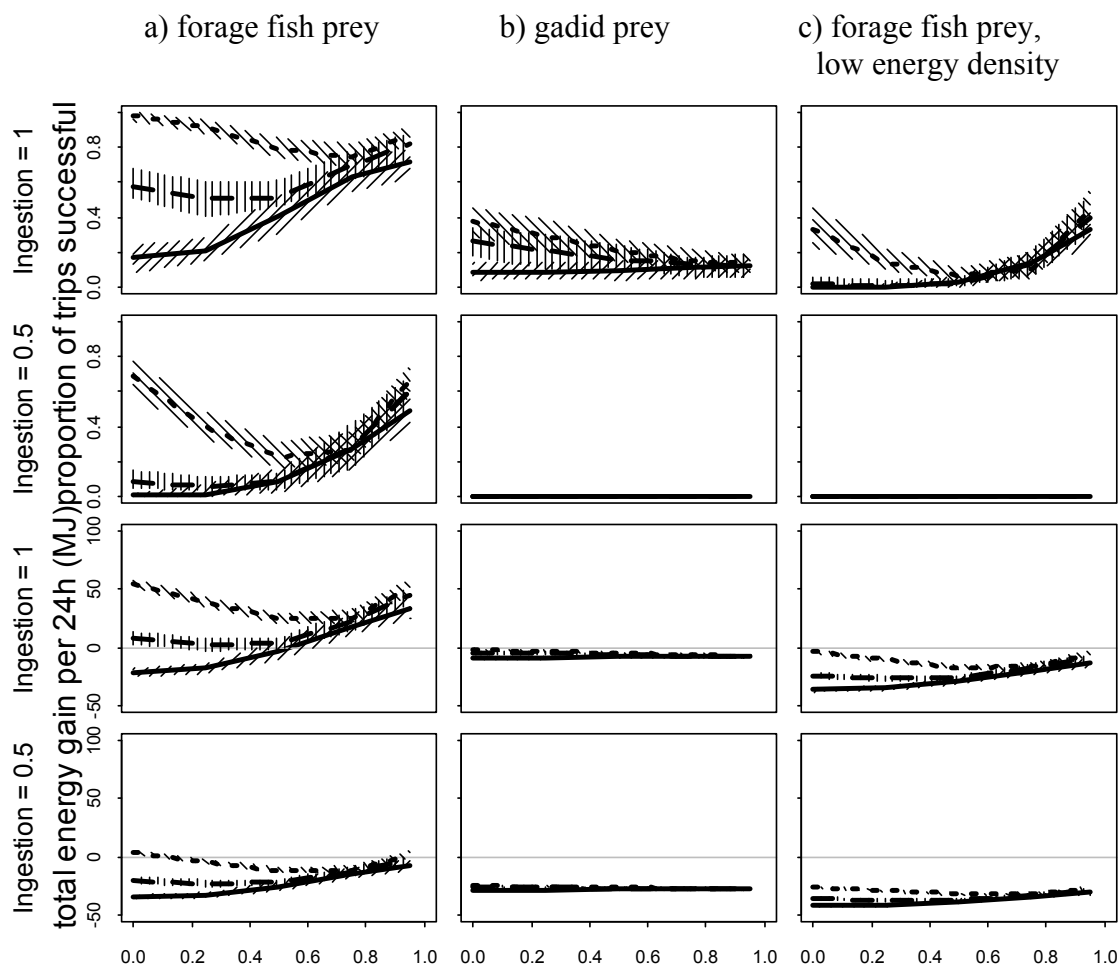 a) forage fish prey
b) gadid prey
c) forage fish prey,
low energy density
Ingestion = 1
proportion of trips successful
0.8
0.4
0.0
Ingestion = 0.5
0.8
0.4
0.0
Ingestion = 1
total energy gain per 24h (MJ)
100
50
0
-50
Ingestion = 0.5
100
50
0
-50
0.0 0.2 0.4 0.6 0.8 1.0
0.0 0.2 0.4 0.6 0.8 1.0
0.0 0.2 0.4 0.6 0.8 1.0